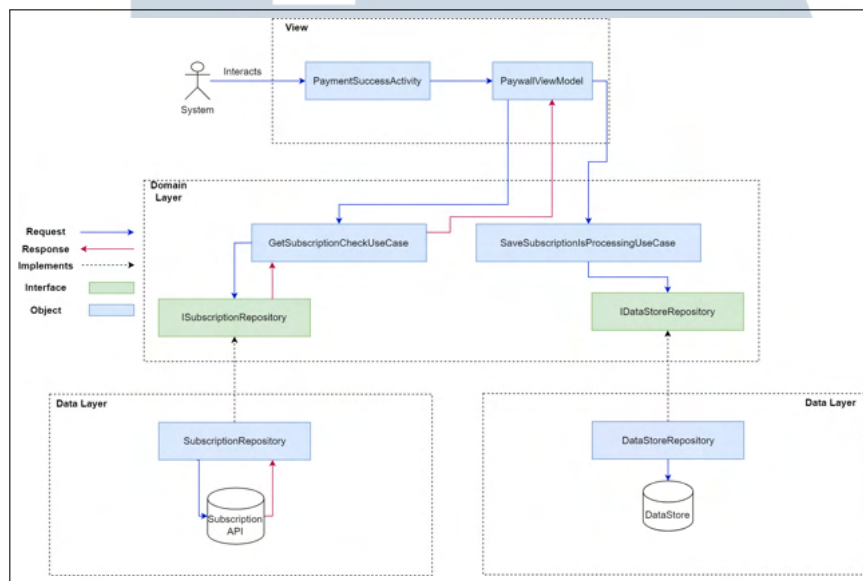 View
Interacts
PaymentSuccessActivity
PaywallViewModel
System
Domain
Layer
Request
Response
Implements
Interface
Object
GetSubscriptionCheckUseCase
SaveSubscriptionIsProcessingUseCase
ISubscriptionRepository
IDataStoreRepository
Data Layer
Data Layer
SubscriptionRepository
DataStoreRepository
Subscription
API
DataStore